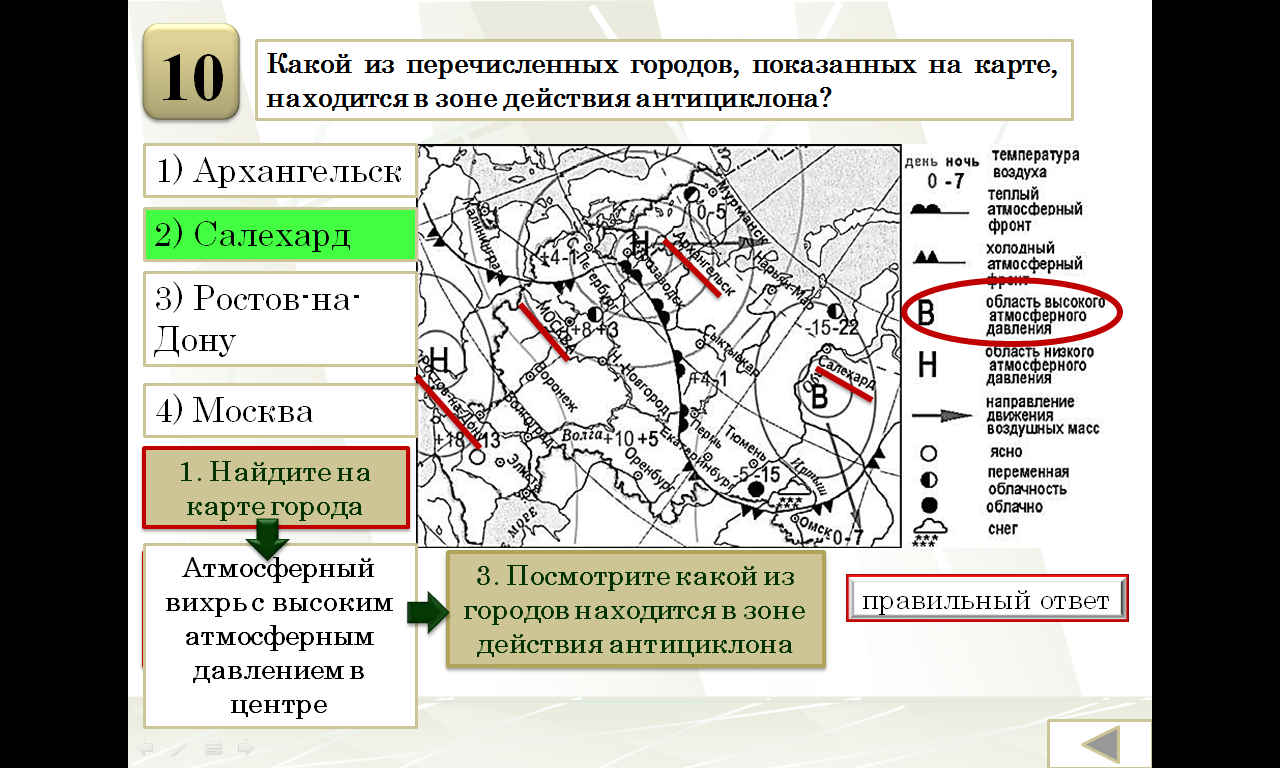 10
Какой из перечисленных городов, показанных на карте,
находится в зоне действия антициклона?
1) Архангельск
2) Салехард
3) Ростов-на-
Дону
4) Москва
1. Найдите на
карте города
Атмосферный
вихрь с высоким
атмосферным
давлением в
центре
3. Посмотрите какой из
городов находится в зоне
действия антициклона
правильный ответ
Калининград
Мурманск
0 -5
Н
Архангельск
+4 -1
С
Петербург
Нарьян-Мар
МОСКВА
+8 +3
-15 -22
Сыктывкар
Салехард
Обь
В
Н
Ростов-на-Дону
Воронеж
Н. Новгород
+4 -1
Волгоград
+18 +13
Волга
+10 +5
Пермь
Екатеринбург
Тюмень
Оренбург
-5 -15
Иртыш
МОРЕ
Омск
0 -7
день ночь
0 -7
температура
воздуха
теплый
атмосферный
фронт
холодный
атмосферный
фронт
В
область высокого
атмосферного
давления
Н
область низкого
атмосферного
давления
направление
движения
воздушных масс
ясно
переменная
облачность
облачно
снег